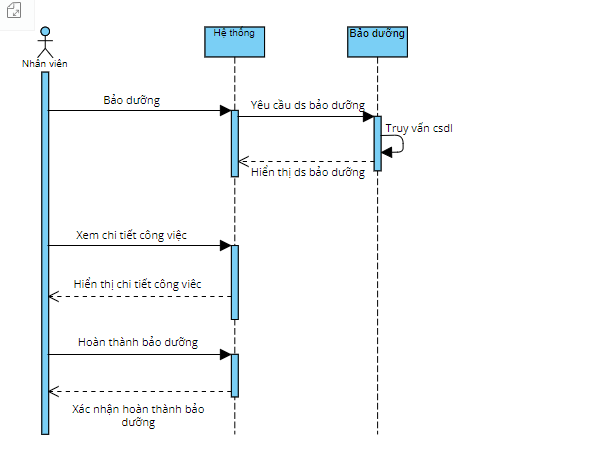 Hệ thống
Bảo dưỡng
Nhân viên
Bảo dưỡng
Yêu cầu ds bảo dưỡng
Truy vấn csdl
Hiển thị ds bảo dưỡng
Xem chi tiết công việc
Hiển thị chi tiết công viêc
Hoàn thành bảo dưỡng
Xác nhận hoàn thành bảo
dưỡng